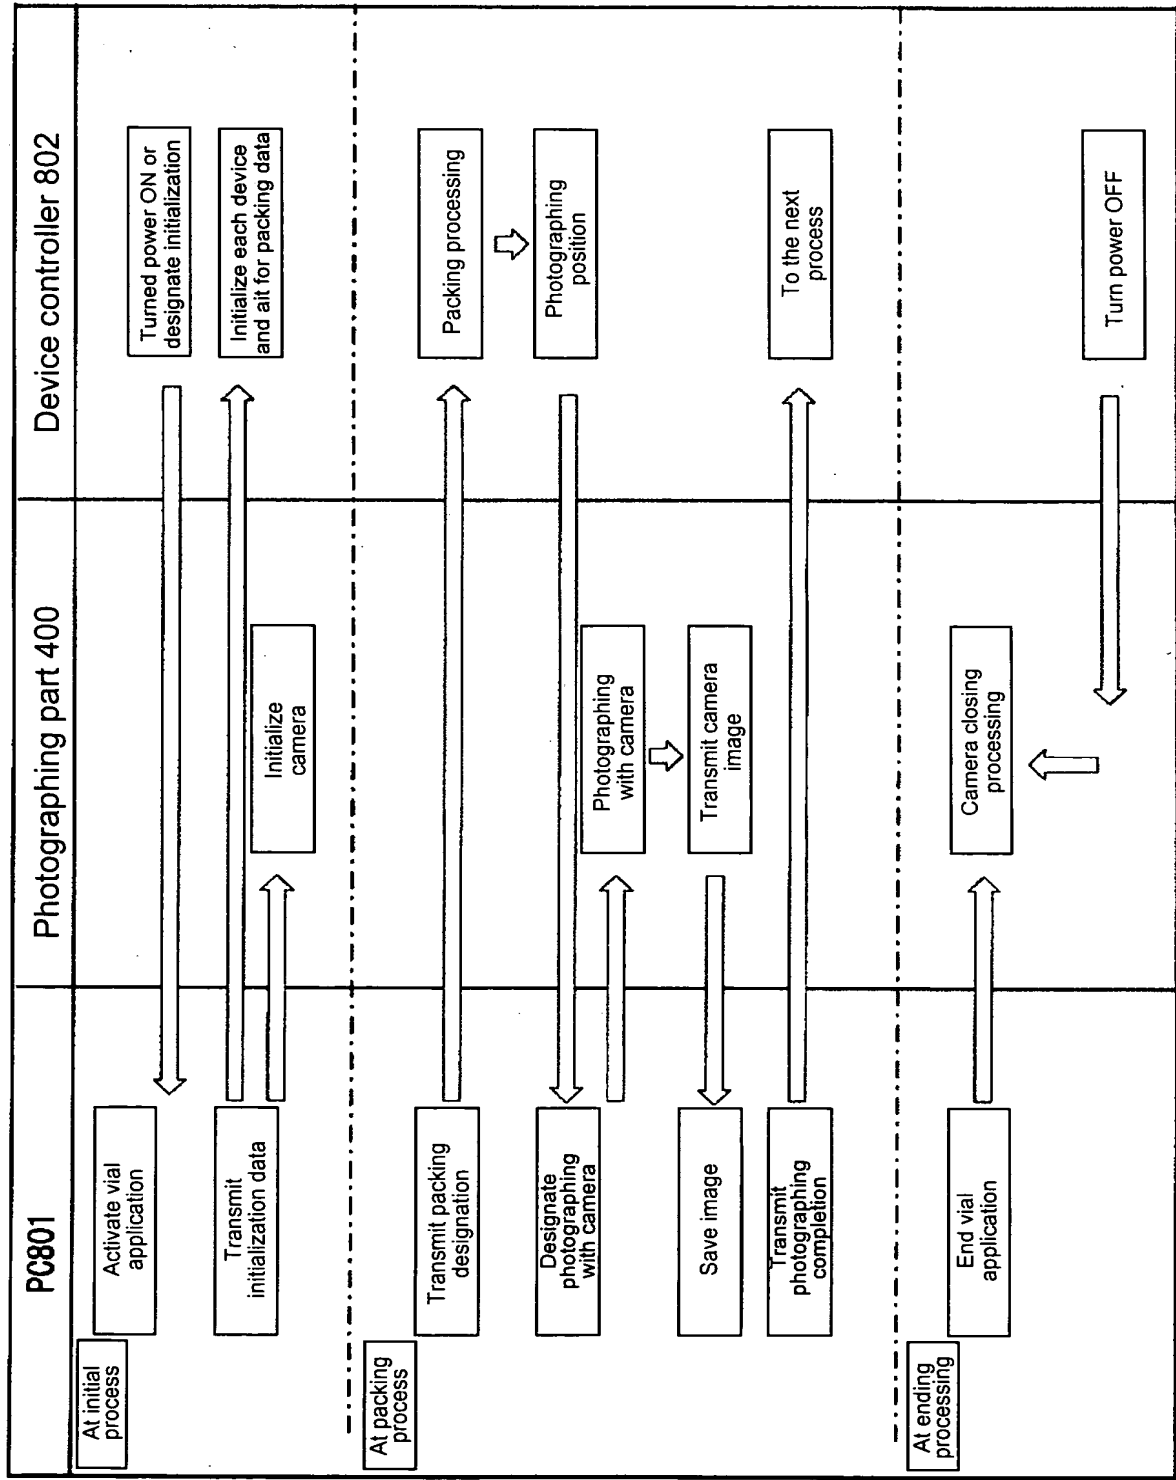 PC801
Photographing part 400
Device controller 802
At initial
process
Activate vial
application
Turned power ON or
designate initialization
Transmit
initialization data
Initialize each device
and ait for packing data
Initialize
camera
At packing
process
Transmit packing
designation
Packing processing
Designate
photographing
with camera
Photographing
position
Photographing
with camera
Save image
Transmit camera
image
Transmit
photographing
completion
To the next
process
At ending
processing
End vial
application
Camera closing
processing
Turn power OFF